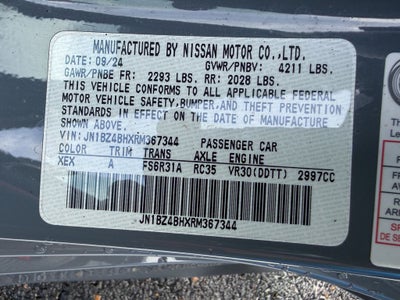 MANUFACTURED BY NISSAN MOTOR CO.,LTD.
DATE: 09/24 GVWR/PNBV: 4211 LBS.
GAWR/PNBE FR: 2293 LBS. RR: 2028 LBS.
THIS VEHICLE CONFORMS TO ALL APPLICABLE FEDERAL
MOTOR VEHICLE SAFETY, BUMPER, AND THEFT PREVENTION
STANDARDS IN EFFECT ON THE DATE OF MANUFACTURE
SHOWN ABOVE.
VIN: JN1BZ4BHXRM367344 PASSENGER CAR
COLOR TRIM TRANS AXLE ENGINE
XEX A FS6R31A RC35 VR30(DDTT) 2997CC
JN1BZ4BHXRM367344